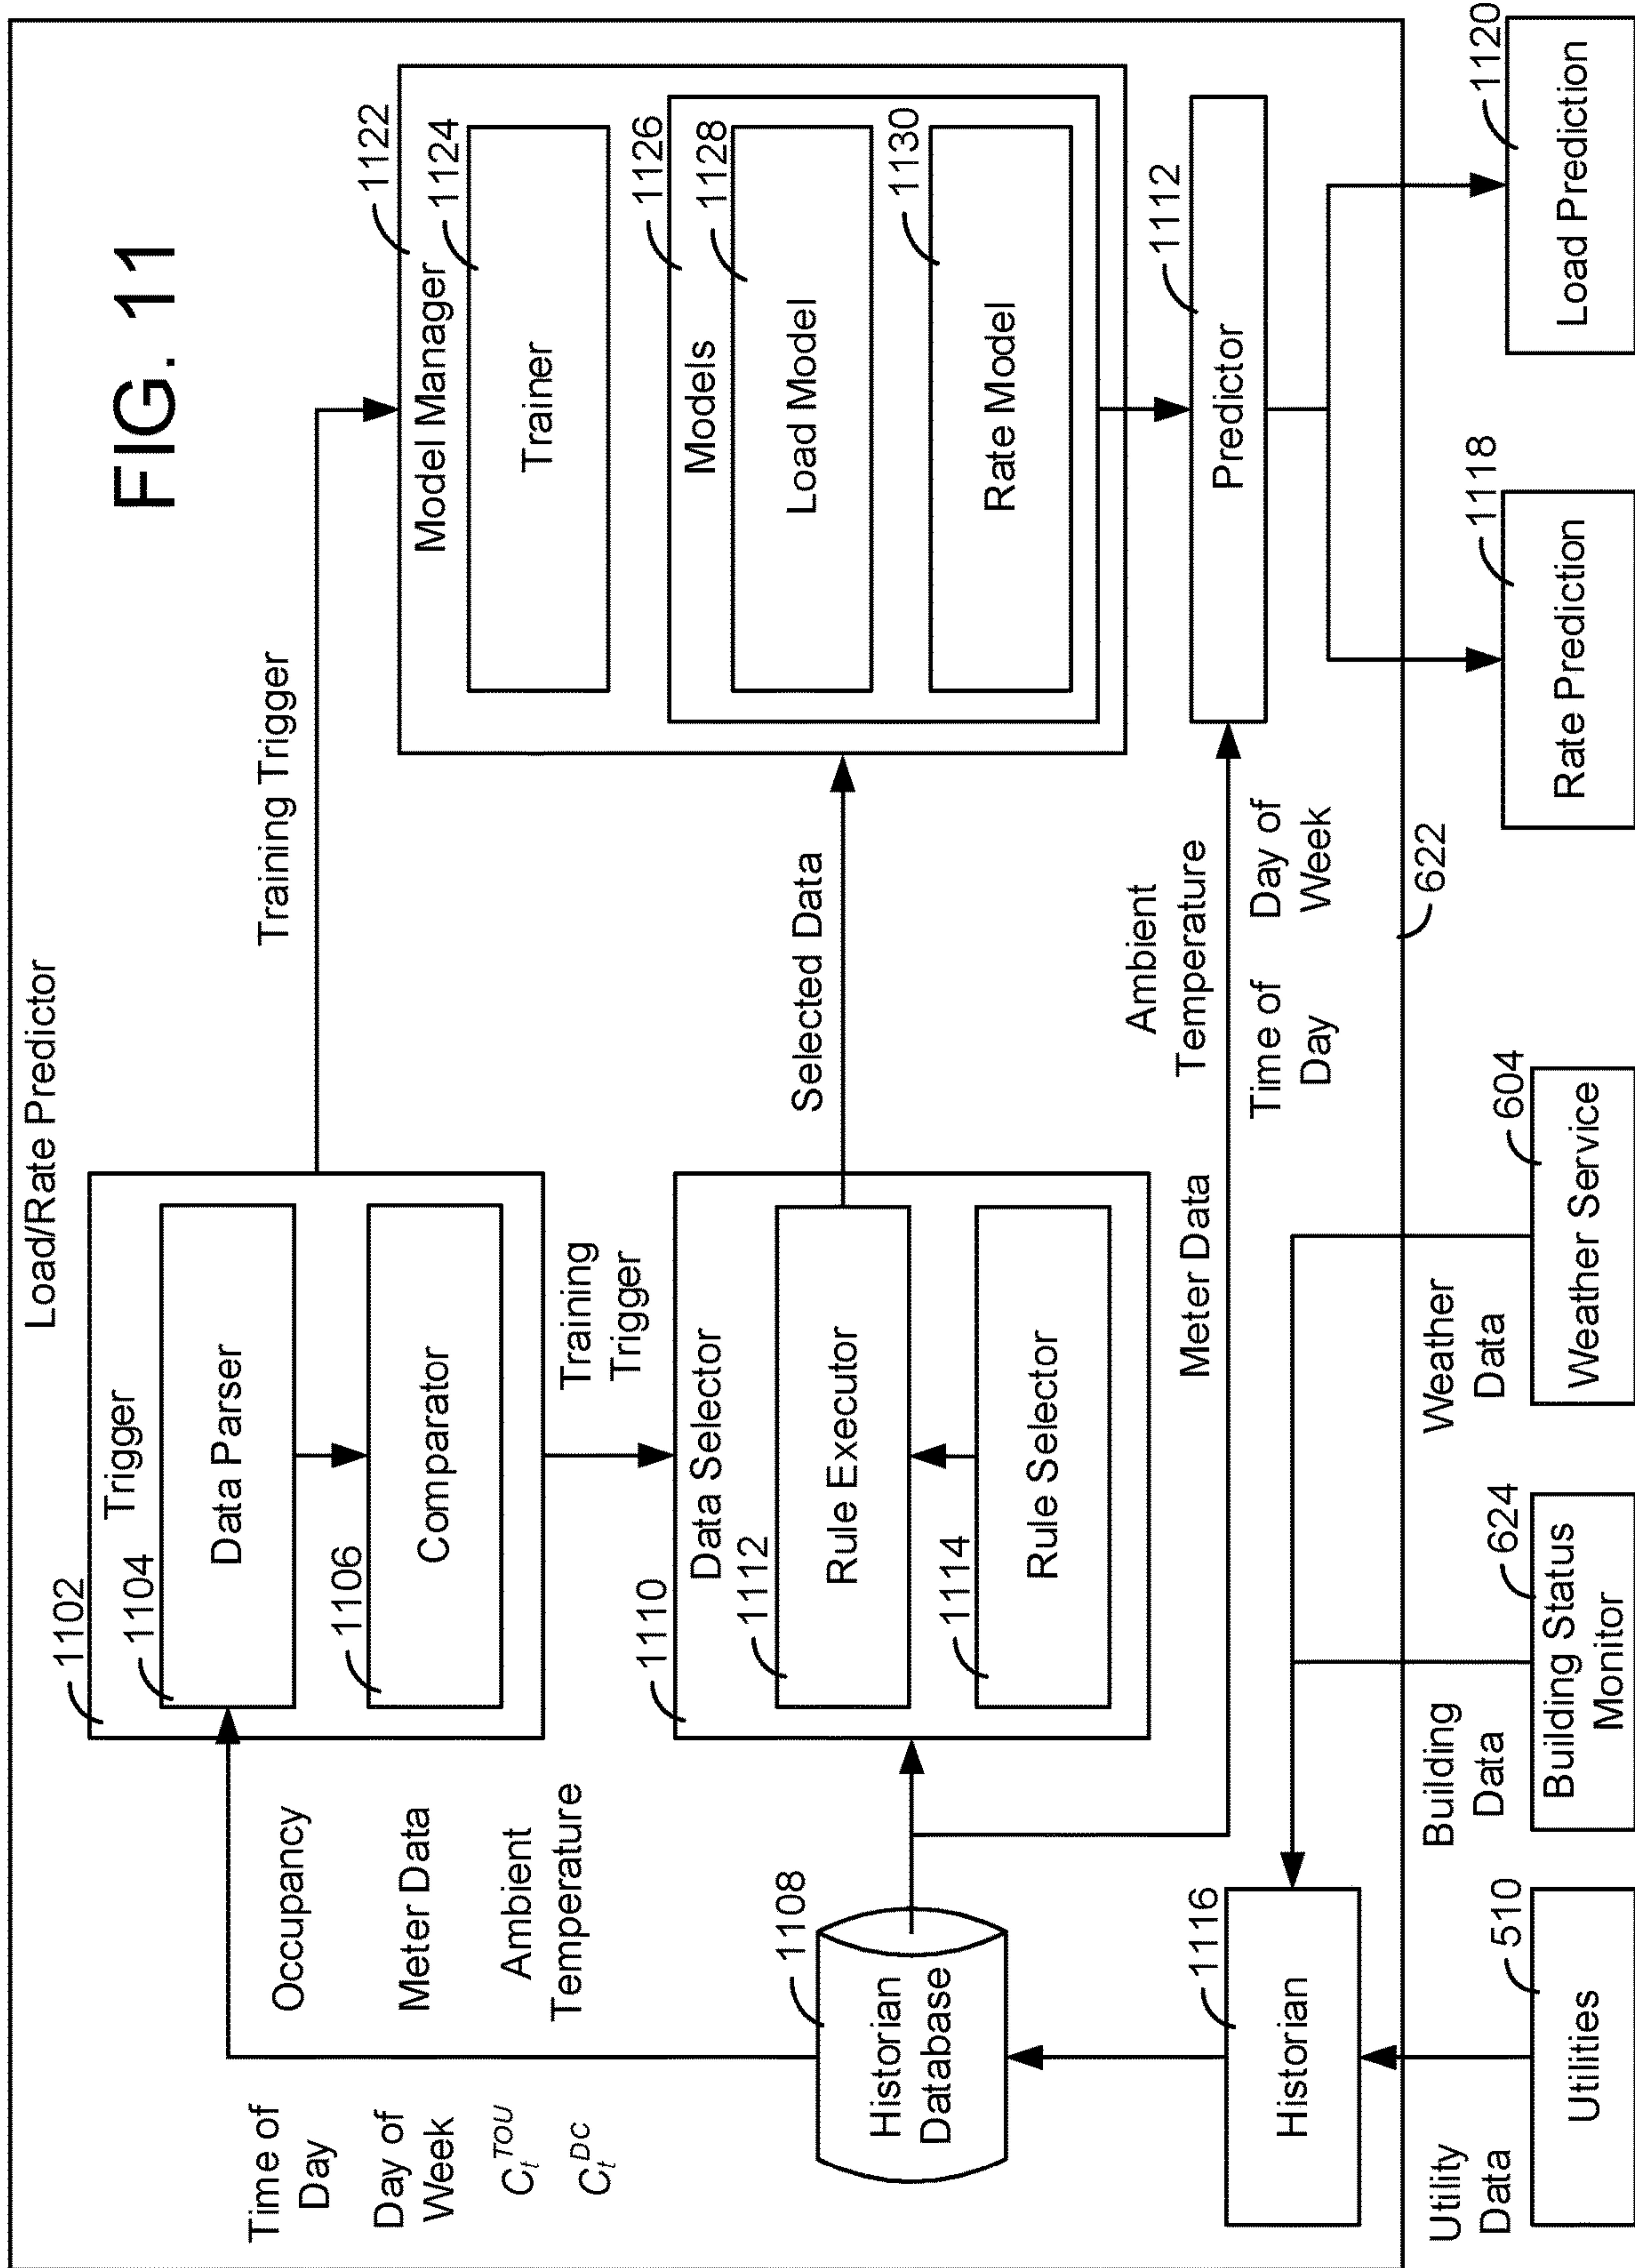 FIG. 11
Load/Rate Predictor
1102
Trigger
1104
Data Parser
1106
Comparator
Training Trigger
1122
Model Manager
1124
Trainer
1126
Models
1128
Load Model
1130
Rate Model
Time of
Day
Day of
Week
C_t^TOU
C_t^DC
Occupancy
Meter Data
Ambient
Temperature
Training
Trigger
1110
Data Selector
1112
Rule Executor
1114
Rule Selector
Selected Data
1108
Historian
Database
Meter Data
Ambient
Temperature
Time of
Day
Day of
Week
1112
Predictor
1116
Historian
622
Utility
Data
510
Utilities
Building
Data
624
Building Status
Monitor
Weather
Data
604
Weather Service
1118
Rate Prediction
1120
Load Prediction